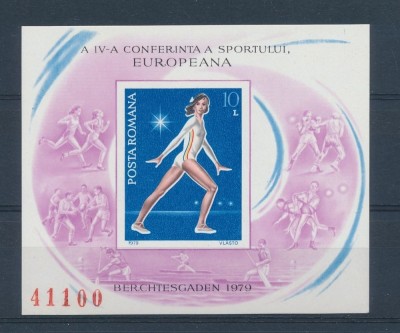 A IV-A CONFERINTA A SPORTULUI,
EUROPEANA
10
L
POSTA ROMANA
1979 VLASTO
41100
BERCHTESGADEN 1979